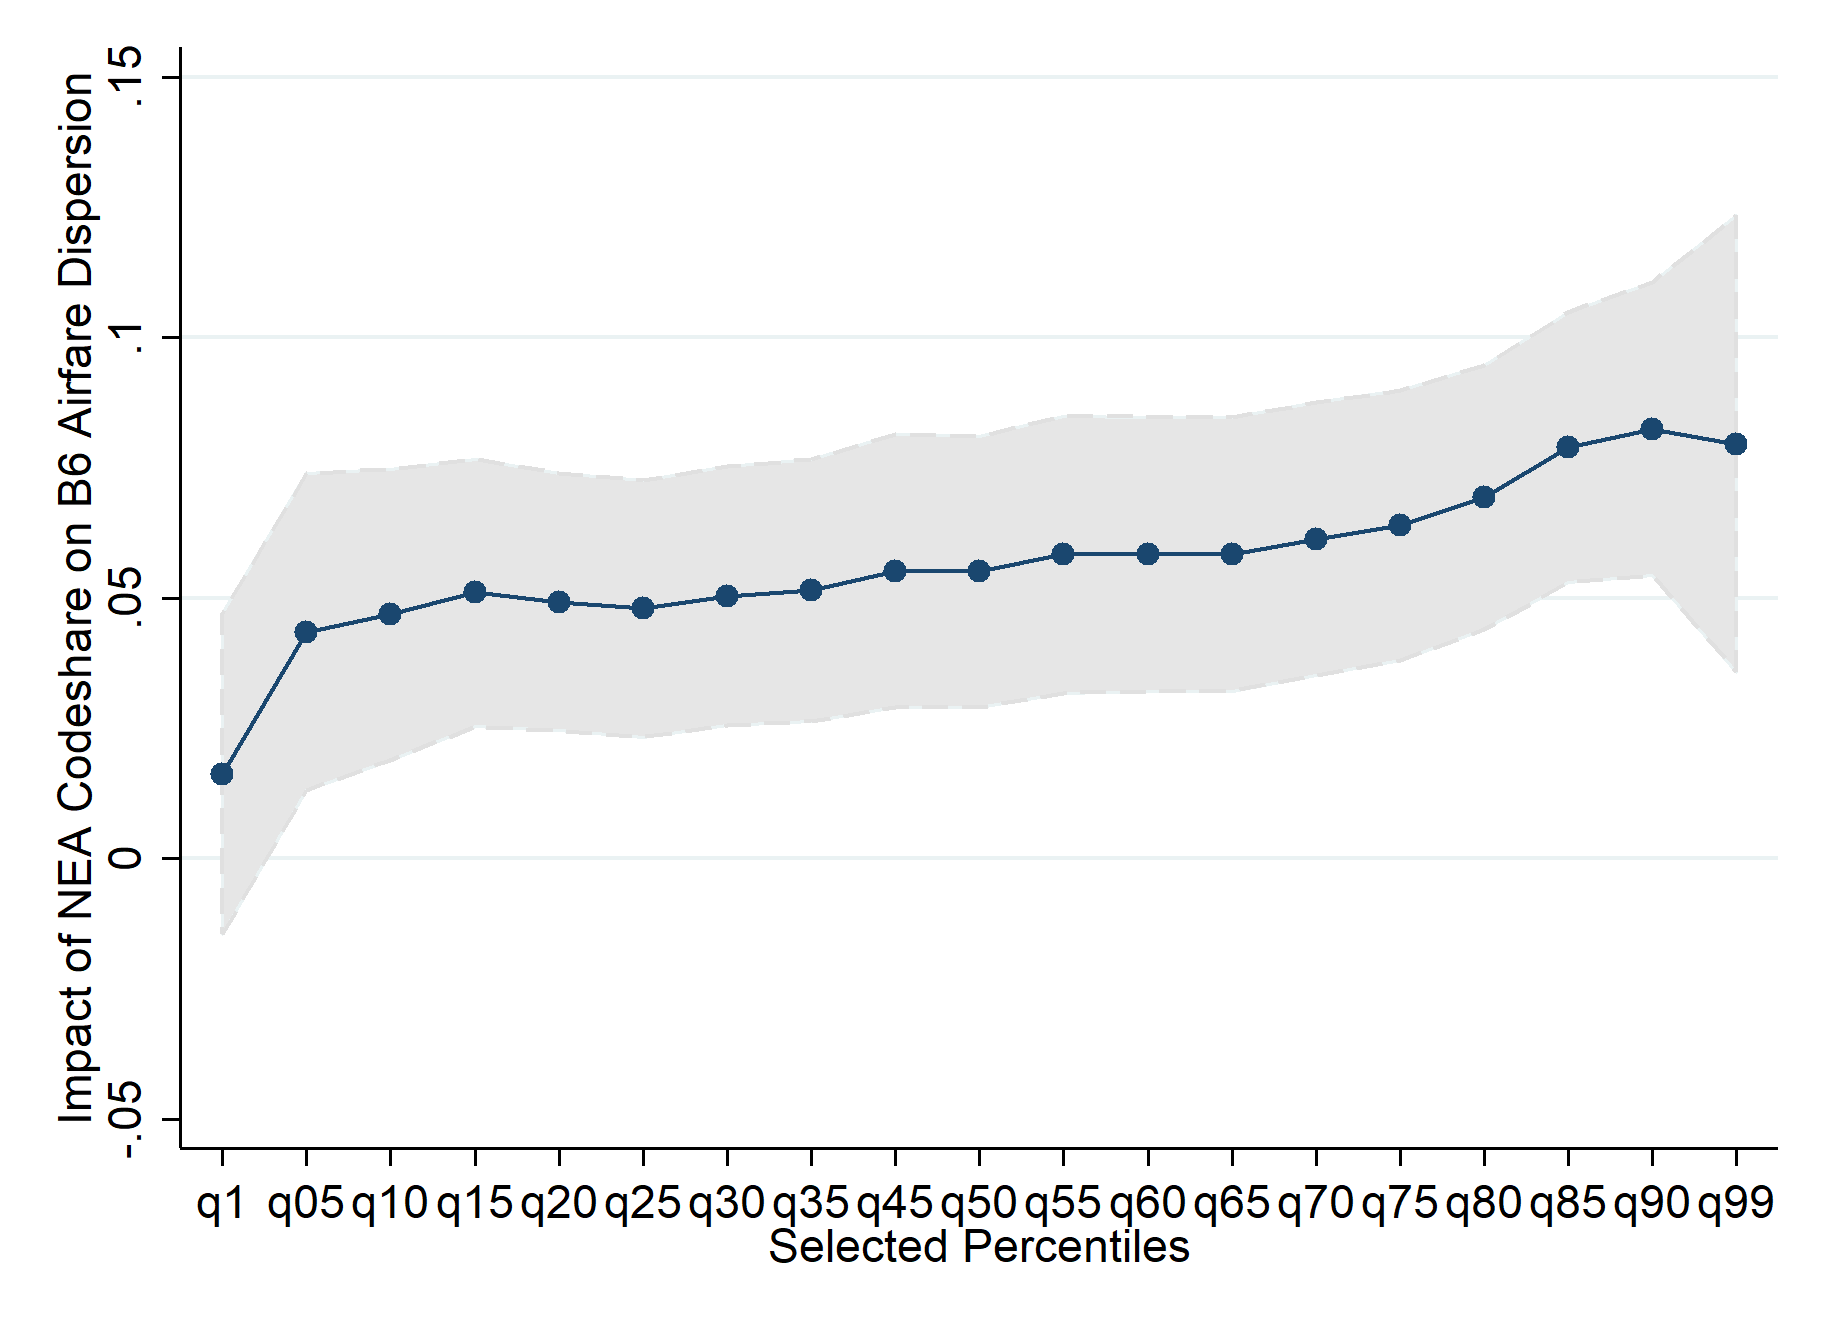 Impact of NEA Codeshare on B6 Airfare Dispersion
.15
.1
.05
0
-.05
q1 q05 q10 q15 q20 q25 q30 q35 q45 q50 q55 q60 q65 q70 q75 q80 q85 q90 q99
Selected Percentiles